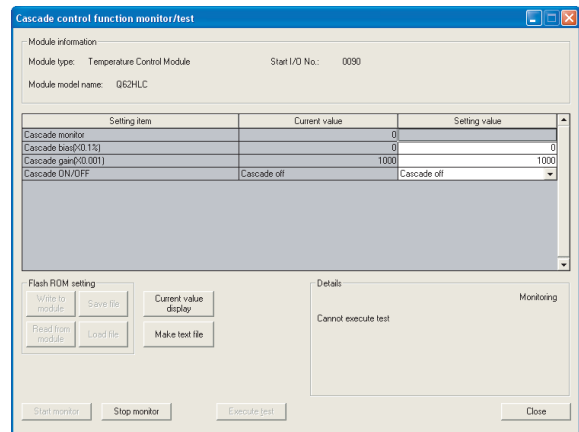 Cascade control function monitor/test
Module information
Module type: Temperature Control Module Start I/O No.: 0090
Module model name: Q62HLC
Setting item Current value Setting value
Cascade monitor 0
Cascade bias(X0.1%) 0 0
Cascade gain(X0.001) 1000 1000
Cascade ON/OFF Cascade off Cascade off
Flash ROM setting
Write to
module
Save file
Current value
display
Read from
module
Load file
Make text file
Details
Monitoring
Cannot execute test
Start monitor Stop monitor Execute test Close